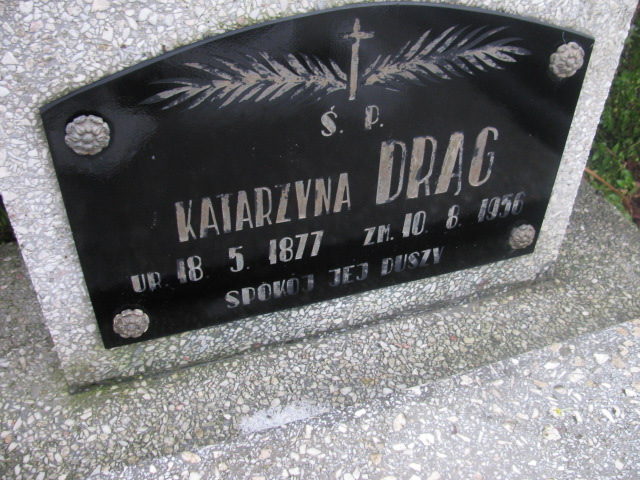 Ś. P.
KATARZYNA DRĄG
UR. 18. 5. 1877 ZM. 10. 8. 1956
SPOKÓJ JEJ DUSZY